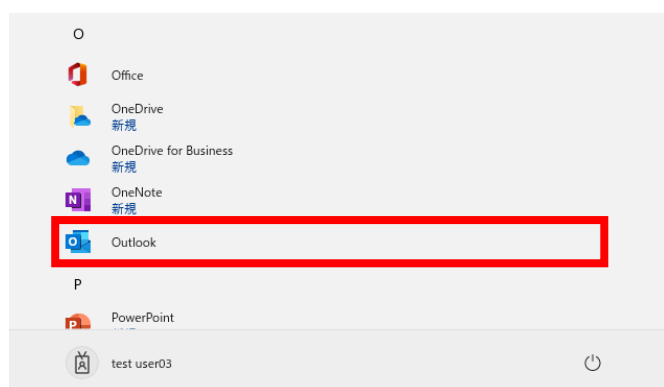 O
Office
OneDrive
新規
OneDrive for Business
新規
OneNote
新規
Outlook
P
PowerPoint
test user03